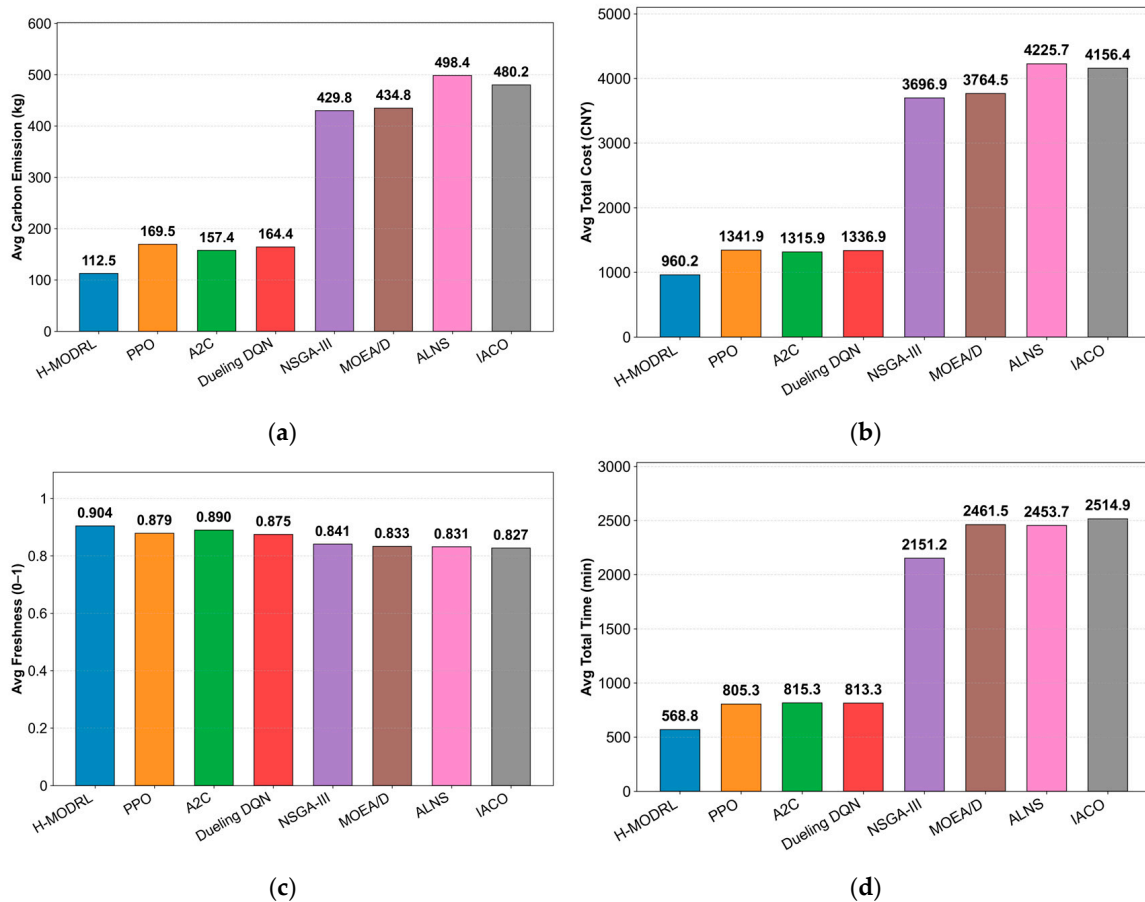 600
500
400
300
200
100
0
Avg Carbon Emission (kg)
112.5
169.5
157.4
164.4
429.8
434.8
498.4
480.2
H-MODRL
PPO
A2C
Dueling DQN
NSGA-III
MOEA/D
ALNS
IACO
(a)
5000
4000
3000
2000
1000
0
Avg Total Cost (CNY)
960.2
1341.9
1315.9
1336.9
3696.9
3764.5
4225.7
4156.4
H-MODRL
PPO
A2C
Dueling DQN
NSGA-III
MOEA/D
ALNS
IACO
(b)
1
0.8
0.6
0.4
0.2
0
Avg Freshness (0–1)
0.904
0.879
0.890
0.875
0.841
0.833
0.831
0.827
H-MODRL
PPO
A2C
Dueling DQN
NSGA-III
MOEA/D
ALNS
IACO
(c)
3000
2500
2000
1500
1000
500
0
Avg Total Time (min)
568.8
805.3
815.3
813.3
2151.2
2461.5
2453.7
2514.9
H-MODRL
PPO
A2C
Dueling DQN
NSGA-III
MOEA/D
ALNS
IACO
(d)